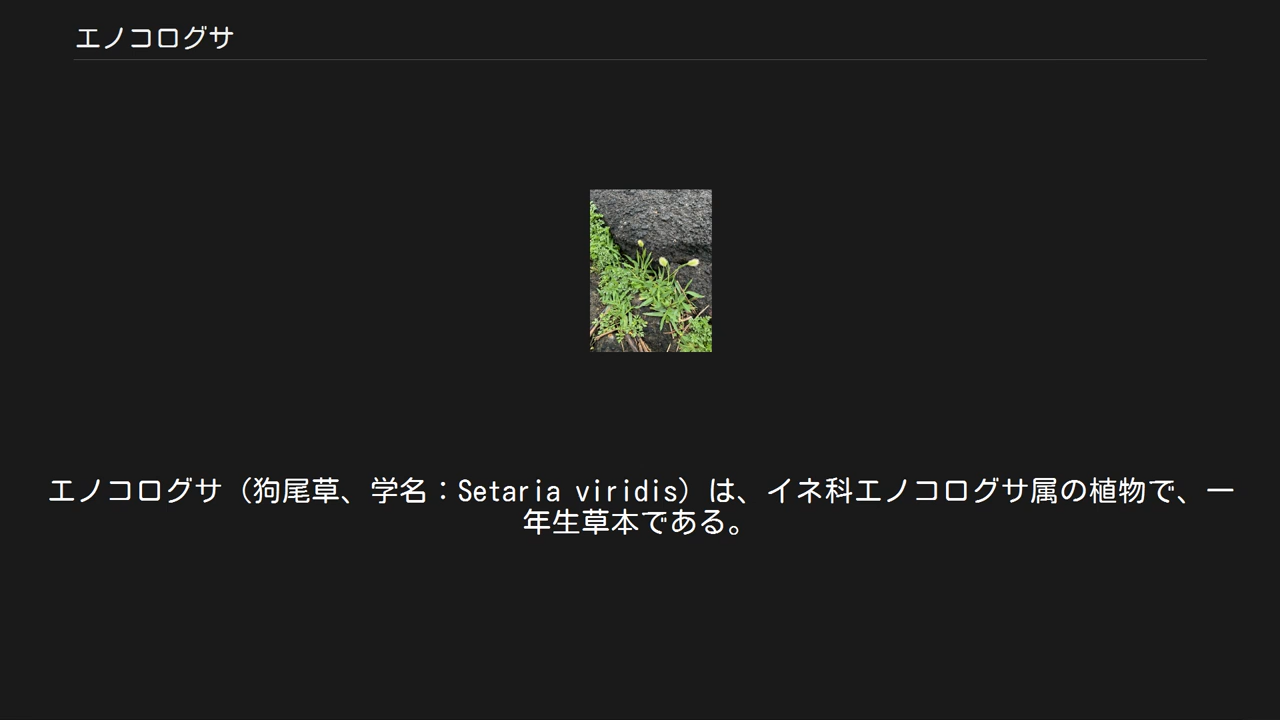 エノコログサ
エノコログサ（狗尾草、学名：Setaria viridis）は、イネ科エノコログサ属の植物で、一
年生草本である。